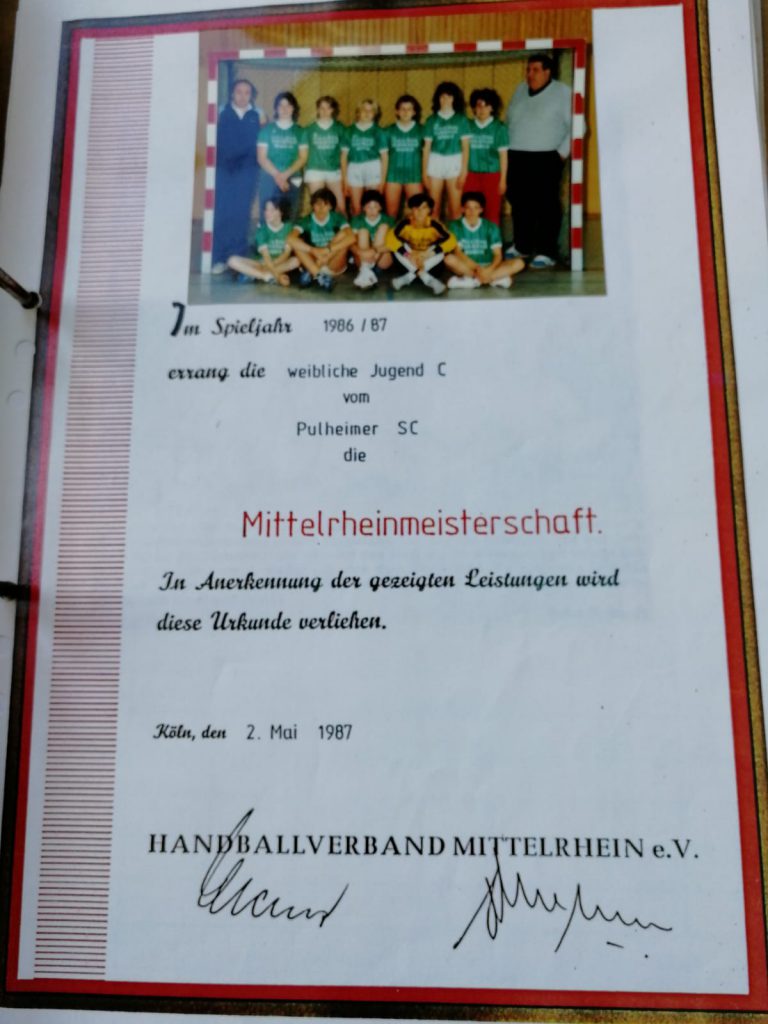 Im Spieljahr 1986 / 87
errang die weibliche Jugend C
vom
Pulheimer SC
die
Mittelrheinmeisterschaft.
In Anerkennung der gezeigten Leistungen wird
diese Urkunde verliehen.
Köln, den 2. Mai 1987
HANDBALLVERBAND MITTELRHEIN e.V.